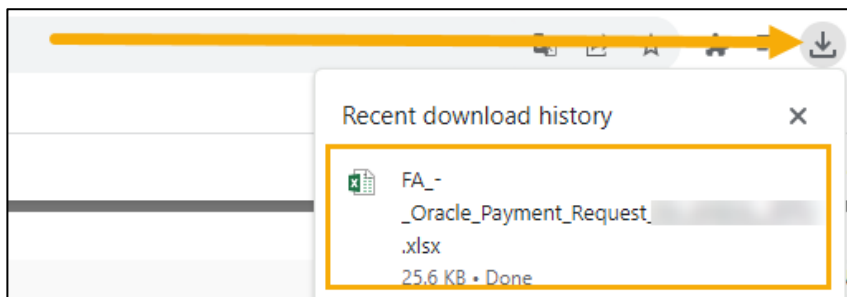 Recent download history
FA_-
_Oracle_Payment_Request_
.xlsx
25.6 KB • Done